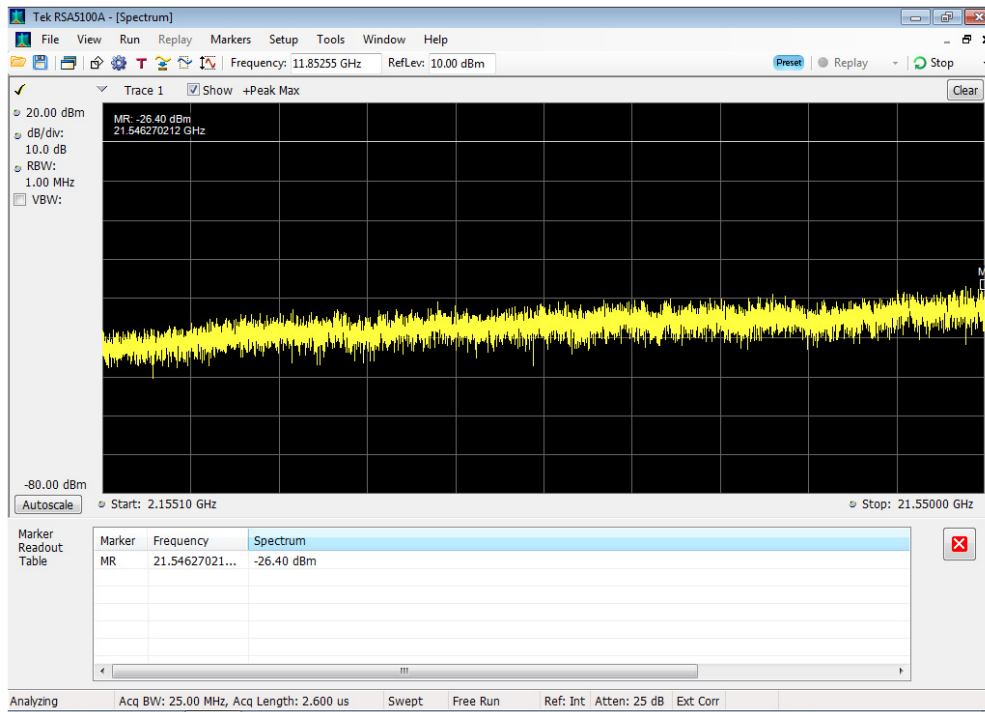 Tek RSA5100A - [Spectrum]
File View Run Replay Markers Setup Tools Window Help
T Frequency: 11.85255 GHz RefLev: 10.00 dBm Preset Replay Stop
Trace 1 Show +Peak Max Clear
20.00 dBm
dB/div:
10.0 dB
RBW:
1.00 MHz
VBW:
MR: -26.40 dBm
21.546270212 GHz
M
-80.00 dBm
Autoscale Start: 2.15510 GHz Stop: 21.55000 GHz
Marker
Readout
Table
Marker Frequency Spectrum
MR 21.54627021... -26.40 dBm
Analyzing Acq BW: 25.00 MHz, Acq Length: 2.600 us Swept Free Run Ref: Int Atten: 25 dB Ext Corr